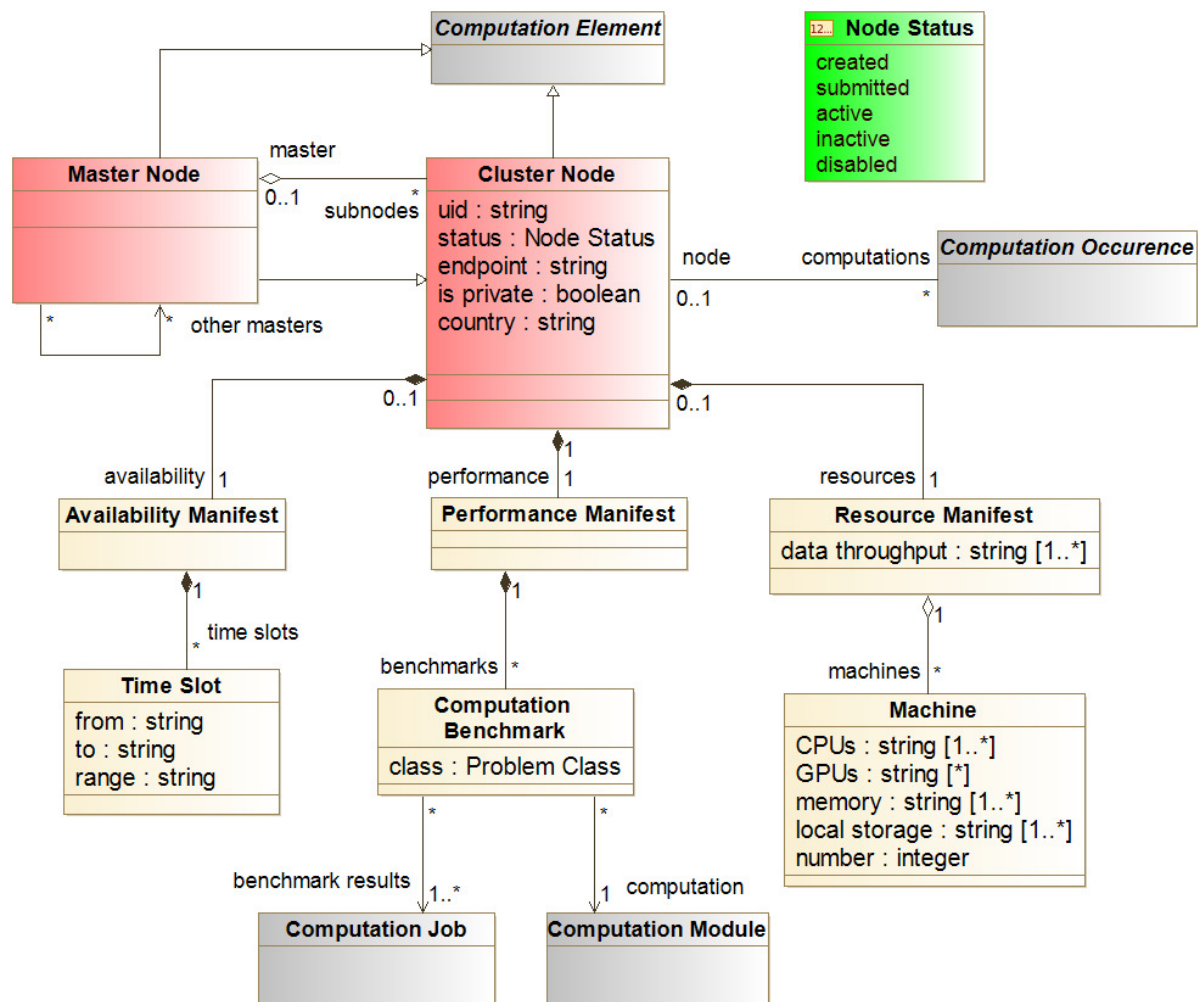 Computation Element
12... Node Status
created
submitted
active
inactive
disabled
Master Node
master
0..1
*
subnodes
Cluster Node
uid : string
status : Node Status
endpoint : string
is private : boolean
country : string
node
0..1
computations
*
Computation Occurence
*
*
other masters
0..1
0..1
availability
1
1
performance
1
resources
1
Availability Manifest
Performance Manifest
Resource Manifest
data throughput : string [1..*]
1
time slots
*
1
benchmarks
*
1
machines
*
Time Slot
from : string
to : string
range : string
Computation
Benchmark
class : Problem Class
Machine
CPUs : string [1..*]
GPUs : string [*]
memory : string [1..*]
local storage : string [1..*]
number : integer
*
*
benchmark results
1..*
1
computation
Computation Job
Computation Module